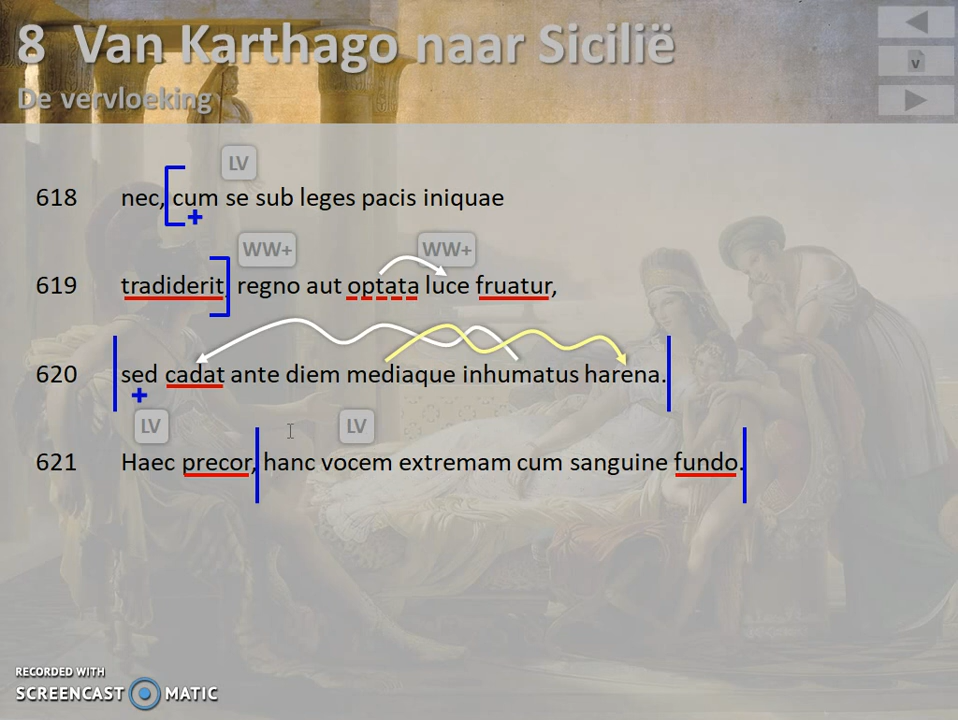 8 Van Karthago naar Sicilië
De vervloeking
v
LV
618 nec, cum se sub leges pacis iniquae
+
WW+ WW+
619 tradiderit, regno aut optata luce fruatur,
620 sed cadat ante diem mediaque inhumatus harena.
+
LV LV
621 Haec precor, hanc vocem extremam cum sanguine fundo.
RECORDED WITH
SCREENCAST MATIC